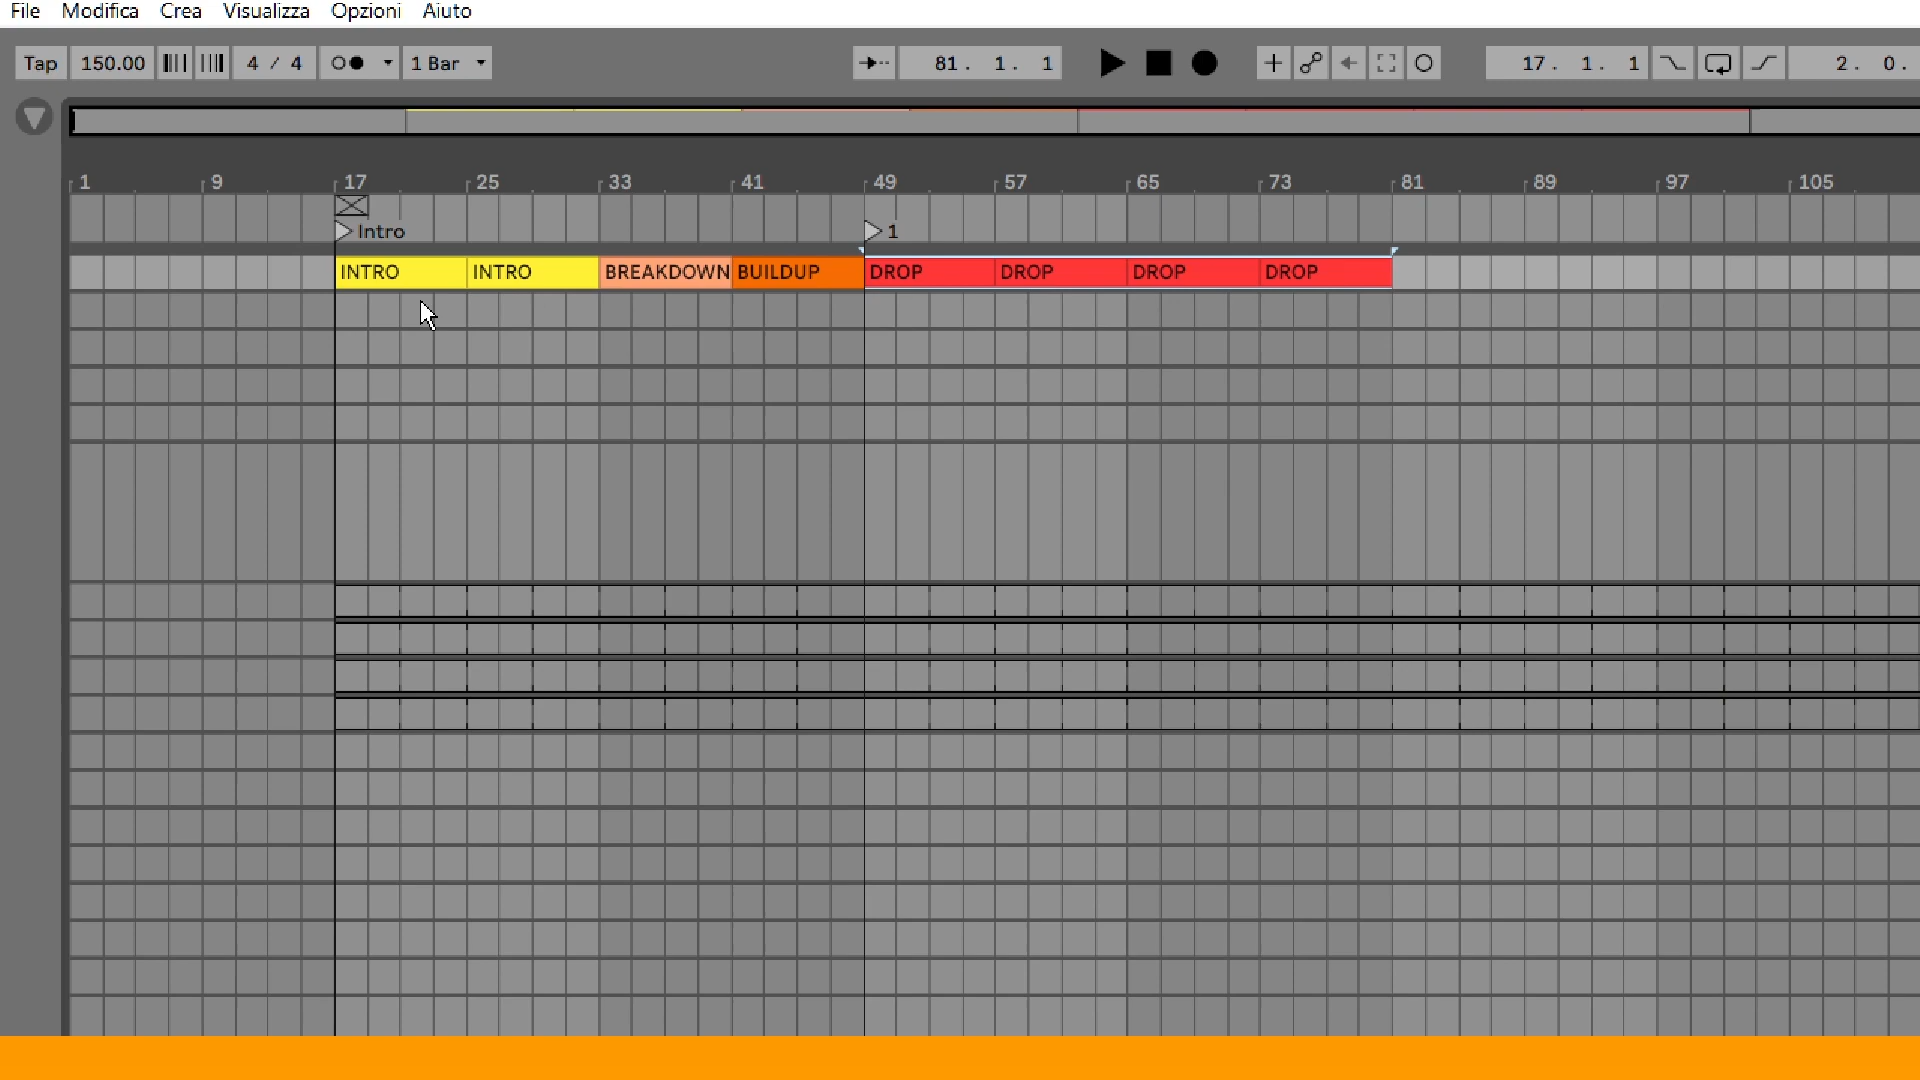 File Modifica Crea Visualizza Opzioni Aiuto
Tap 150.00 4 / 4 1 Bar 81. 1. 1 17. 1. 1 2. 0.
1 9 17 25 33 41 49 57 65 73 81 89 97 105
Intro 1
INTRO INTRO BREAKDOWN BUILDUP DROP DROP DROP DROP